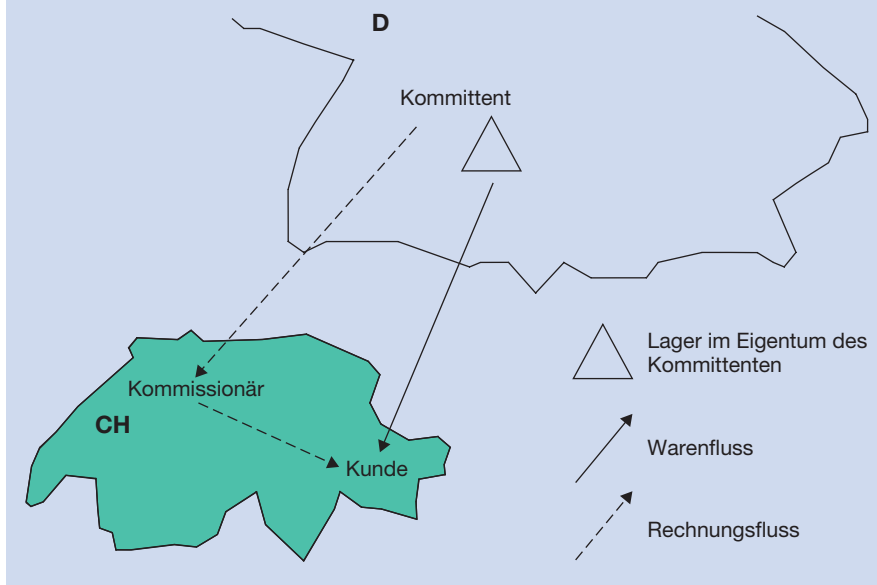 D
Kommittent
Kommissionär
CH
Kunde
Lager im Eigentum des
Kommittenten
Warenfluss
Rechnungsfluss